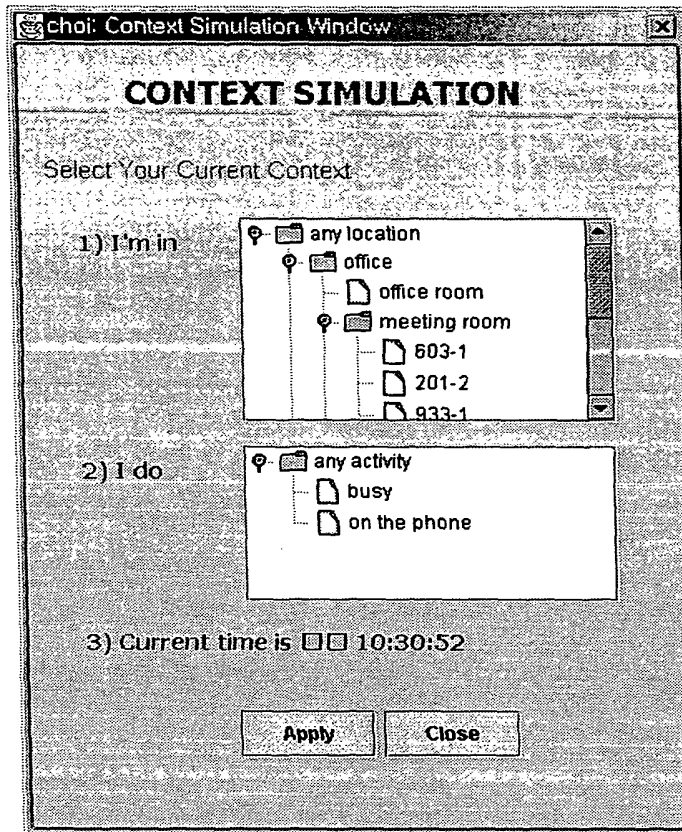 choi: Context Simulation Window
CONTEXT SIMULATION
Select Your Current Context
1) I'm in
any location
office
office room
meeting room
603-1
201-2
933-1
2) I do
any activity
busy
on the phone
3) Current time is □□ 10:30:52
Apply Close